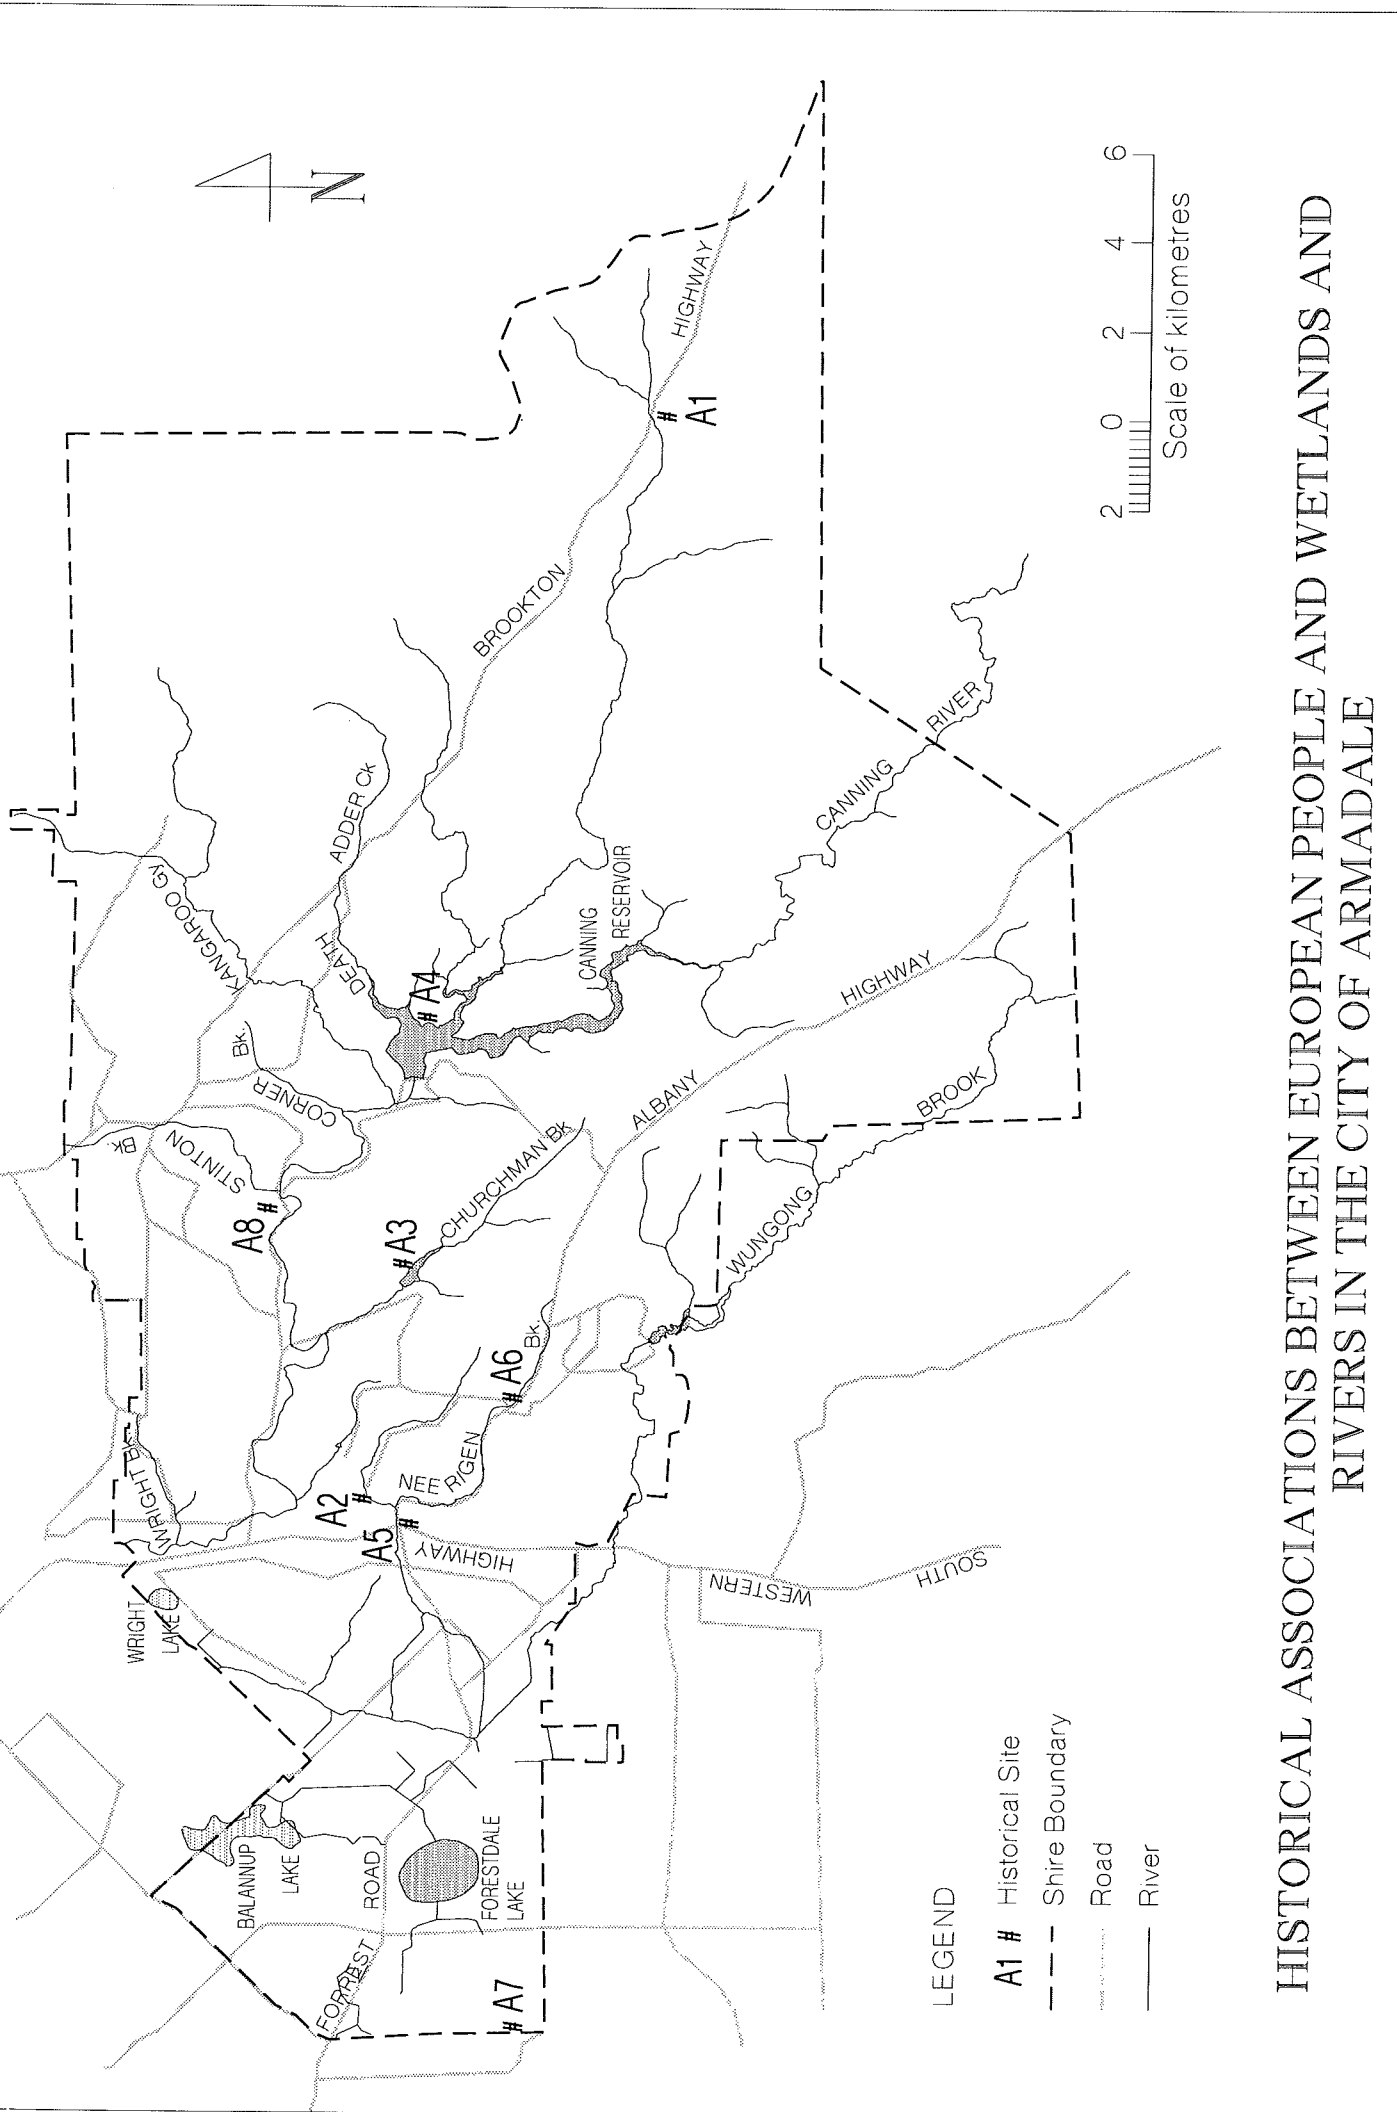 N
BALANNUP
LAKE
FORREST
ROAD
FORESTDALE
LAKE
A7
WRIGHT
LAKE
WRIGHT Bk
A2
A5
HIGHWAY
WESTERN
SOUTH
NEE RIGEN
Bk.
A6
A3
CHURCHMAN Bk
A8
STINTON
Bk
CORNER
Bk.
KANGAROO Gy
DEATH
ADDER Ck
A4
CANNING
RESERVOIR
BROOKTON
HIGHWAY
A1
CANNING
RIVER
ALBANY
HIGHWAY
WUNGONG
BROOK
LEGEND
A1 # Historical Site
Shire Boundary
Road
River
2 0 2 4 6
Scale of kilometres
HISTORICAL ASSOCIATIONS BETWEEN EUROPEAN PEOPLE AND WETLANDS AND
RIVERS IN THE CITY OF ARMADALE